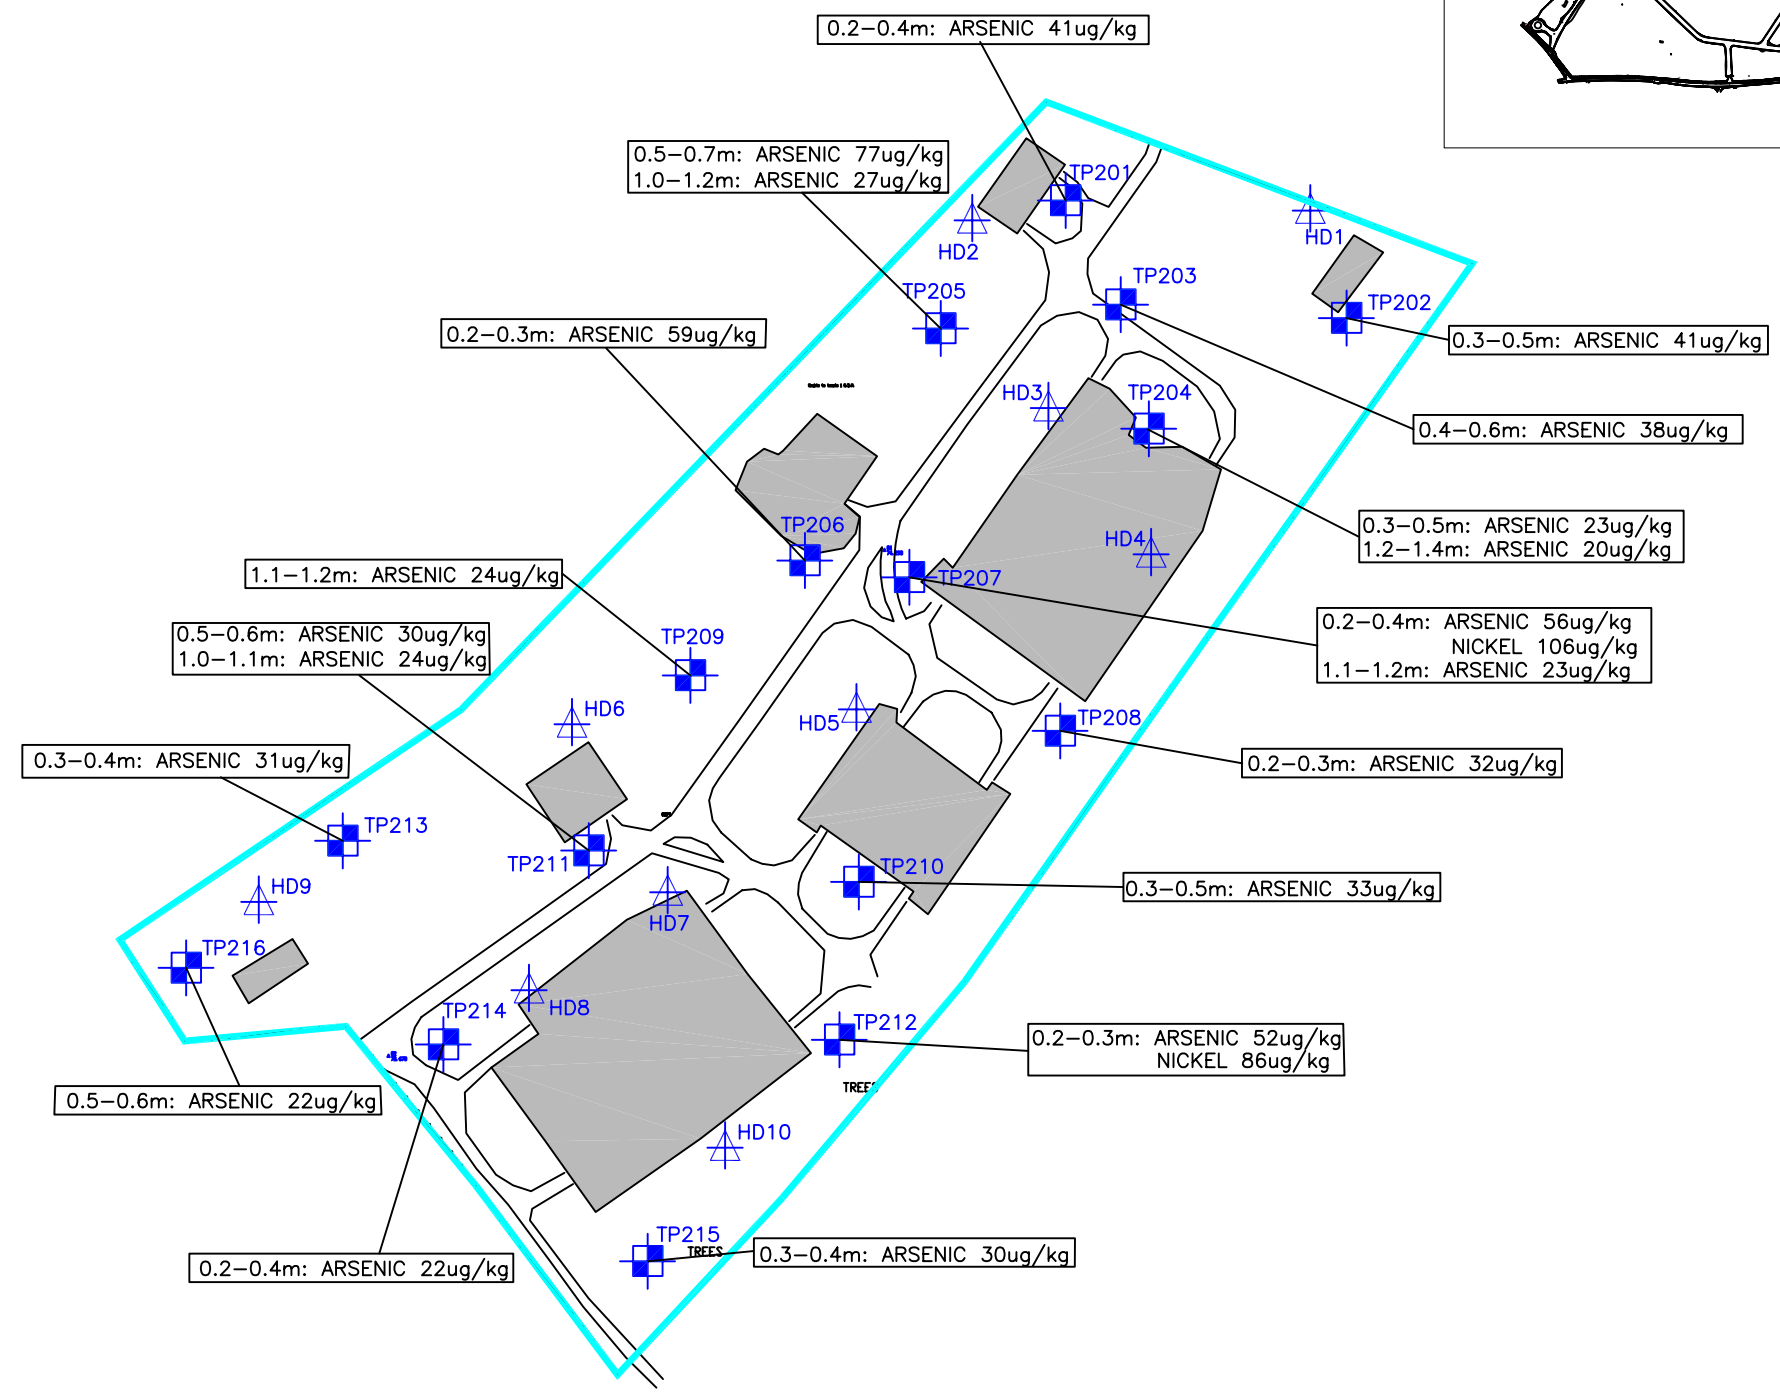 0.2-0.4m: ARSENIC 41ug/kg
0.5-0.7m: ARSENIC 77ug/kg
1.0-1.2m: ARSENIC 27ug/kg
TP201
HD2
HD1
TP203
TP205
TP202
0.2-0.3m: ARSENIC 59ug/kg
0.3-0.5m: ARSENIC 41ug/kg
HD3
TP204
0.4-0.6m: ARSENIC 38ug/kg
TP206
HD4
0.3-0.5m: ARSENIC 23ug/kg
1.2-1.4m: ARSENIC 20ug/kg
1.1-1.2m: ARSENIC 24ug/kg
TP207
0.5-0.6m: ARSENIC 30ug/kg
1.0-1.1m: ARSENIC 24ug/kg
TP209
0.2-0.4m: ARSENIC 56ug/kg
NICKEL 106ug/kg
1.1-1.2m: ARSENIC 23ug/kg
HD6
HD5
TP208
0.3-0.4m: ARSENIC 31ug/kg
0.2-0.3m: ARSENIC 32ug/kg
TP213
TP211
TP210
HD9
HD7
0.3-0.5m: ARSENIC 33ug/kg
TP216
TP214
HD8
TP212
0.2-0.3m: ARSENIC 52ug/kg
NICKEL 86ug/kg
TREES
0.5-0.6m: ARSENIC 22ug/kg
HD10
TP215
TREES
0.3-0.4m: ARSENIC 30ug/kg
0.2-0.4m: ARSENIC 22ug/kg